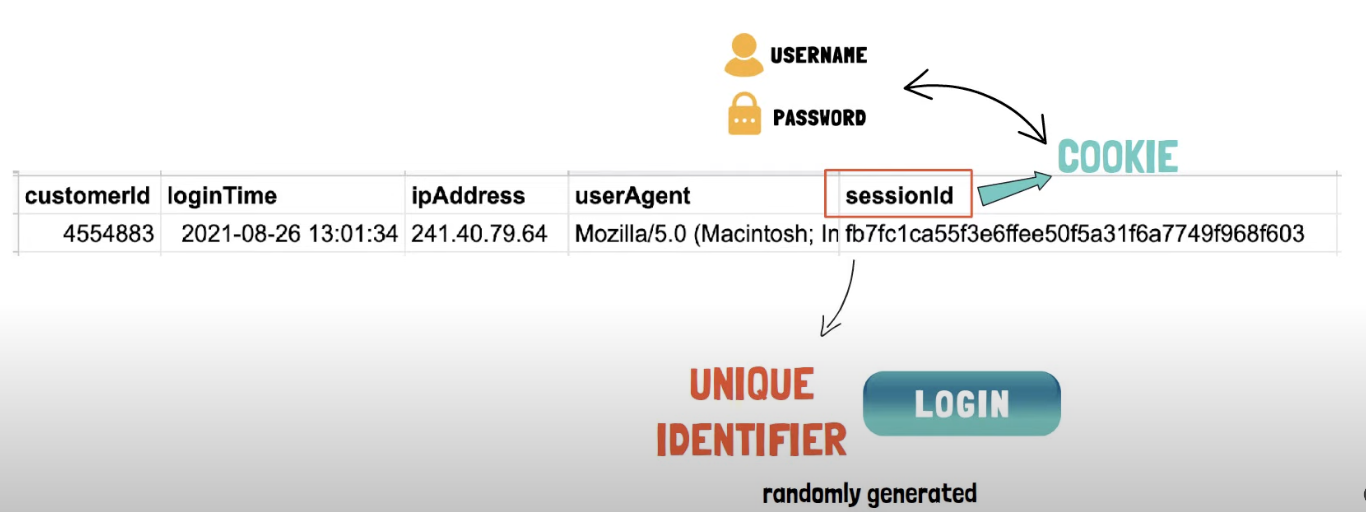 USERNAME
PASSWORD
COOKIE
customerId loginTime ipAddress userAgent sessionId
4554883 2021-08-26 13:01:34 241.40.79.64 Mozilla/5.0 (Macintosh; In fb7fc1ca55f3e6ffee50f5a31f6a7749f968f603
UNIQUE
IDENTIFIER
LOGIN
randomly generated